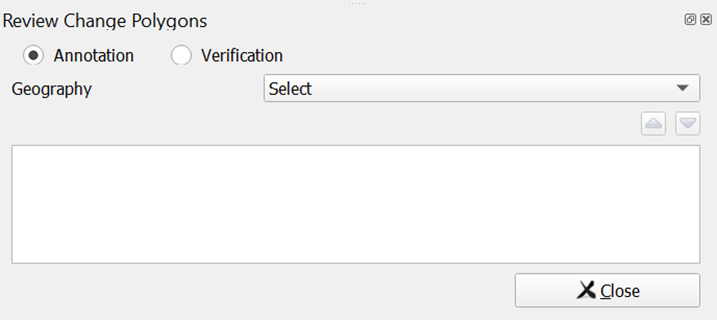 Review Change Polygons
Annotation Verification
Geography Select
Close